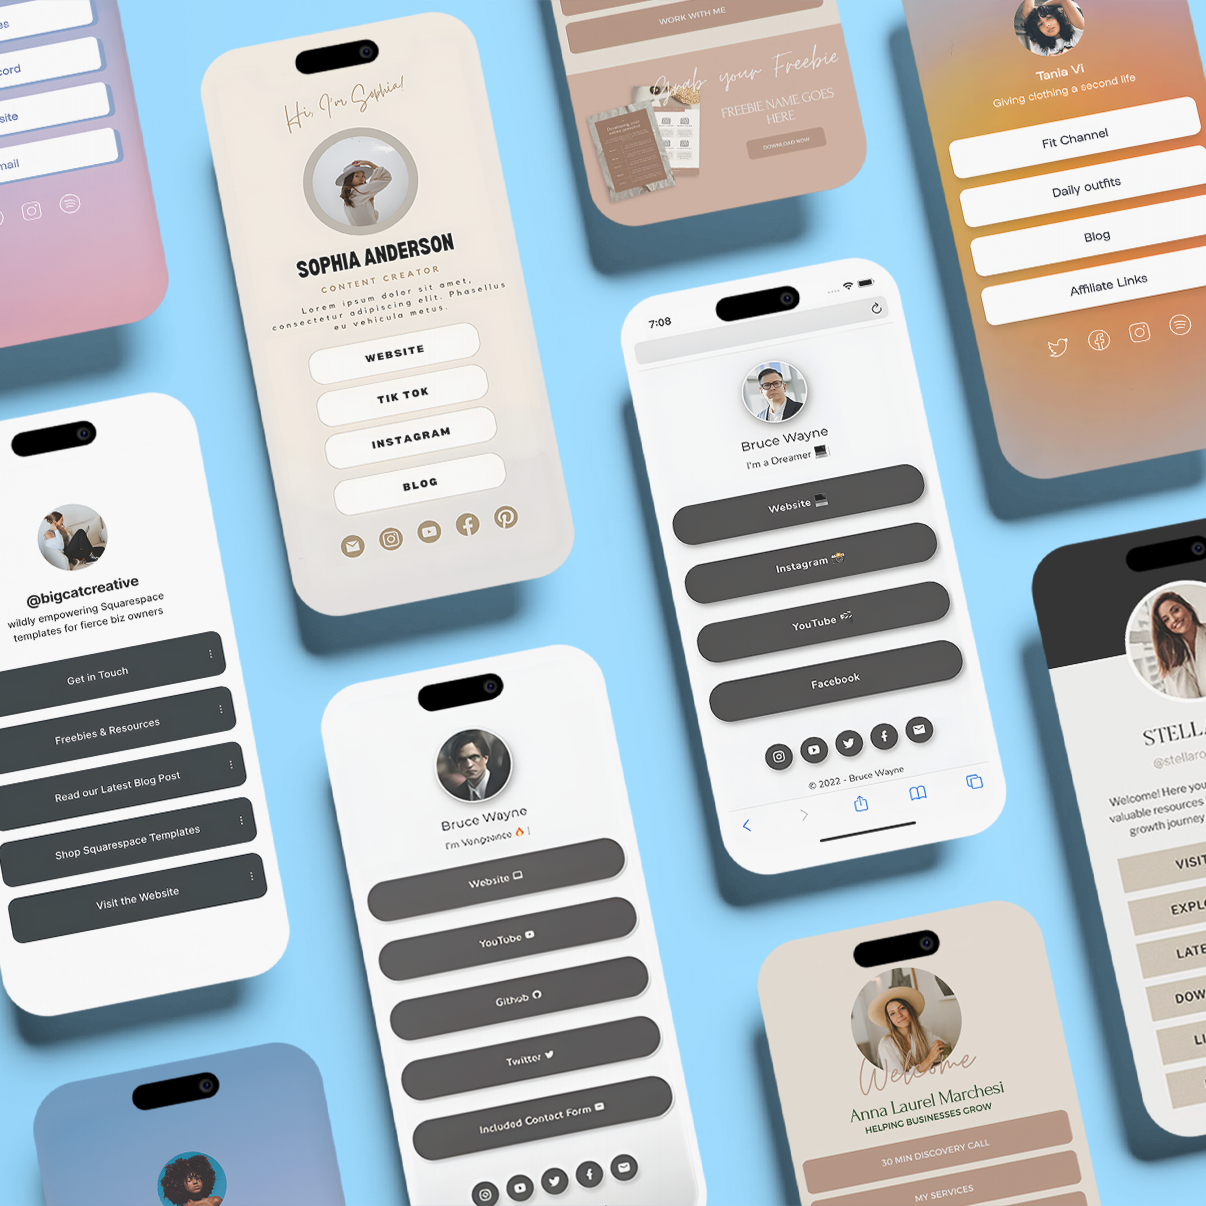 cord
site
mail
Hi, I'm Sophia!
SOPHIA ANDERSON
CONTENT CREATOR
Lorem ipsum dolor sit amet,
consectetur adipiscing elit. Phasellus
eu vehicula metus.
WEBSITE
TIK TOK
INSTAGRAM
BLOG
WORK WITH ME
Grab your Freebie
FREEBIE NAME GOES
HERE
DOWNLOAD NOW
Tania Vi
Giving clothing a second life
Fit Channel
Daily outfits
Blog
Affiliate Links
7:08
Bruce Wayne
I'm a Dreamer
Website
Instagram
YouTube
Facebook
© 2022 - Bruce Wayne
@bigcatcreative
wildly empowering Squarespace
templates for fierce biz owners
Get in Touch
Freebies & Resources
Read our Latest Blog Post
Shop Squarespace Templates
Visit the Website
Bruce Wayne
I'm Vengeance
Website
YouTube
Github
Twitter
Included Contact Form
STELLA
@stellaro
Welcome! Here you
valuable resources
growth journey
VISIT
EXPLO
LATE
DOW
LI
Welcome
Anna Laurel Marchesi
HELPING BUSINESSES GROW
30 MIN DISCOVERY CALL
MY SERVICES